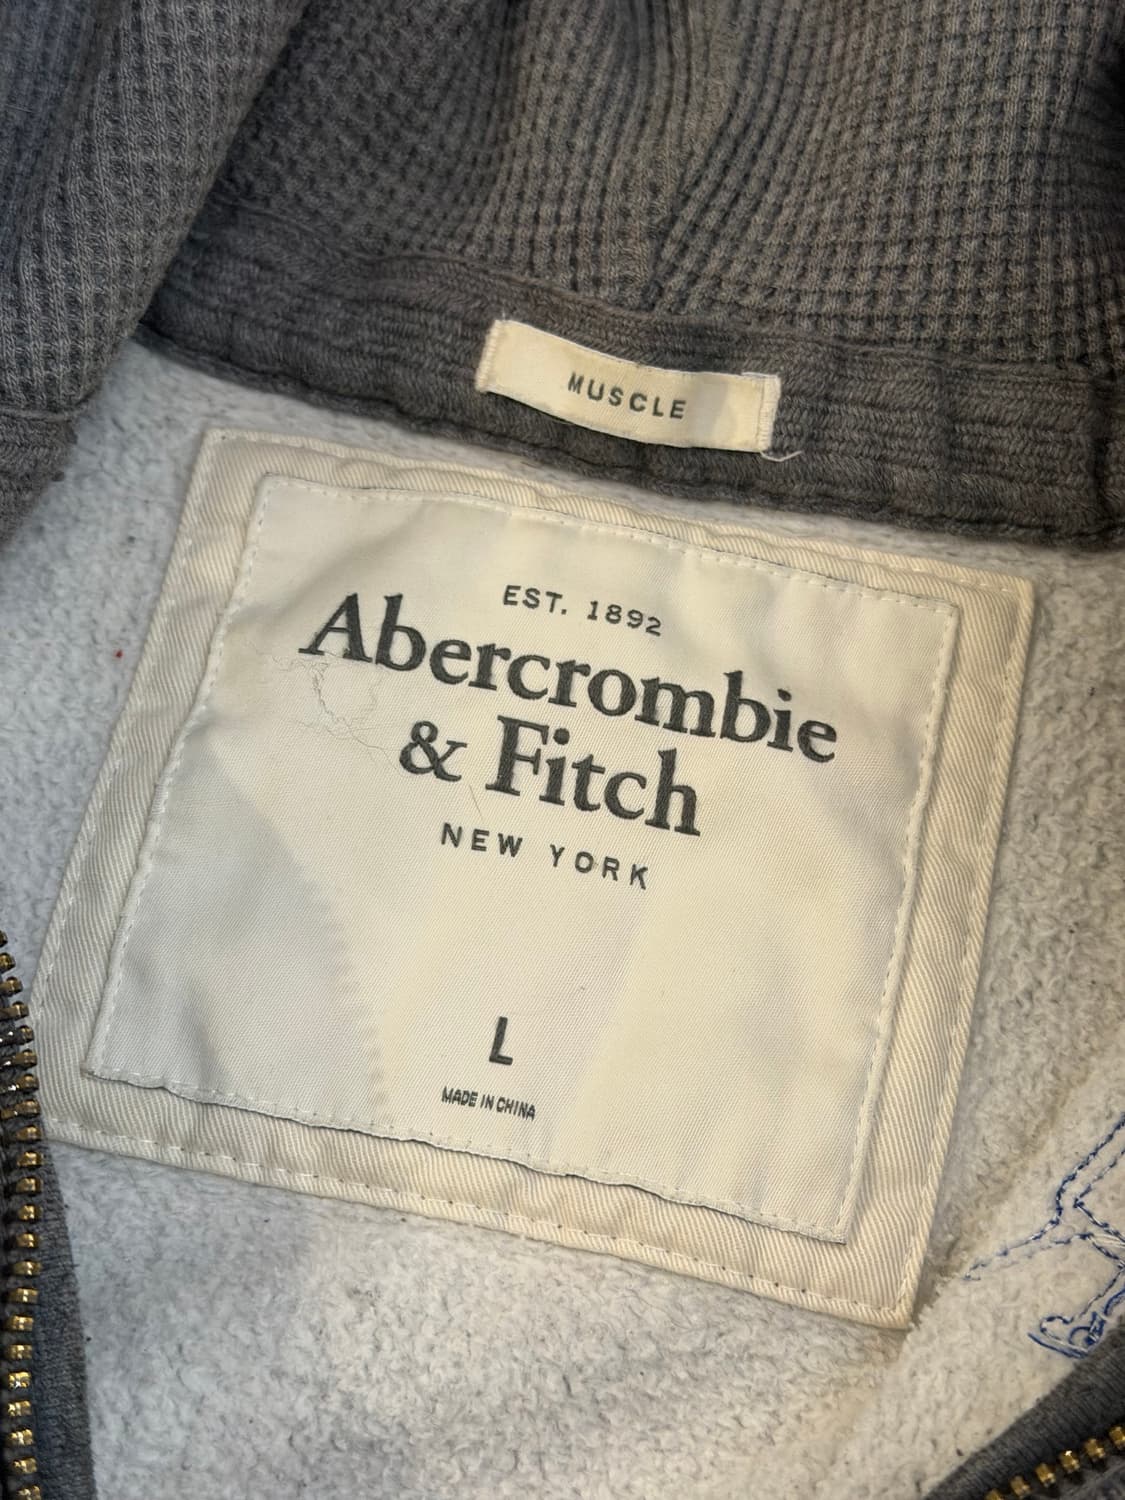 MUSCLE
EST. 1892
Abercrombie
& Fitch
NEW YORK
L
MADE IN CHINA